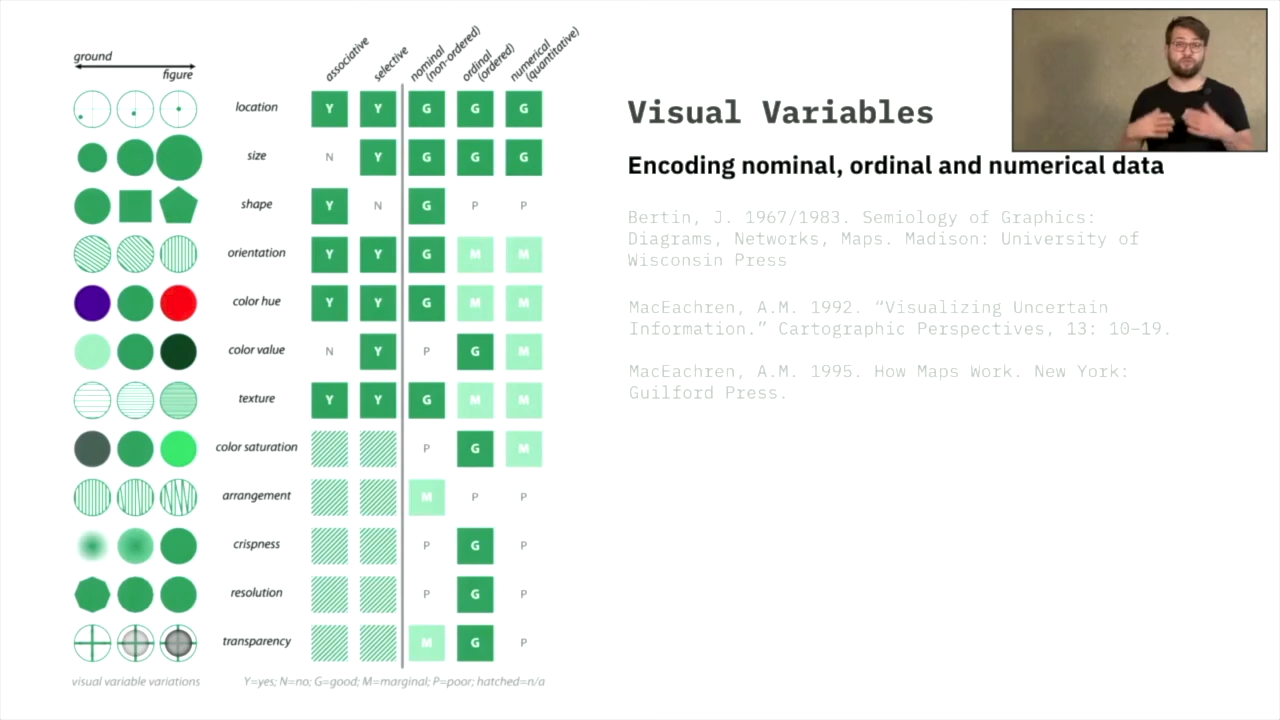 ground
figure
associative
selective
nominal
(non-ordered)
ordinal
(ordered)
numerical
(quantitative)
location Y Y G G G
size N Y G G G
shape Y N G P P
orientation Y Y G M M
color hue Y Y G M M
color value N Y P G M
texture Y Y G M M
color saturation P G M
arrangement M P P
crispness P G P
resolution P G P
transparency M G P
visual variable variations
Y=yes; N=no; G=good; M=marginal; P=poor; hatched=n/a
Visual Variables
Encoding nominal, ordinal and numerical data
Bertin, J. 1967/1983. Semiology of Graphics:
Diagrams, Networks, Maps. Madison: University of
Wisconsin Press
MacEachren, A.M. 1992. “Visualizing Uncertain
Information.” Cartographic Perspectives, 13: 10–19.
MacEachren, A.M. 1995. How Maps Work. New York:
Guilford Press.